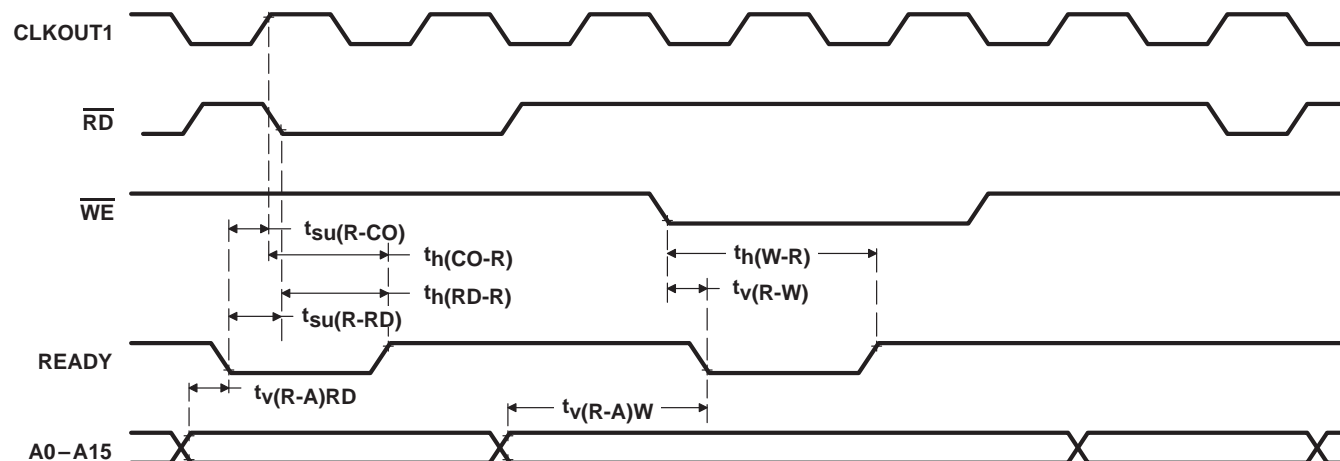 CLKOUT1
RD
WE
tsu(R-CO)
th(CO-R)
th(W-R)
th(RD-R)
tv(R-W)
tsu(R-RD)
READY
tv(R-A)RD
tv(R-A)W
A0–A15